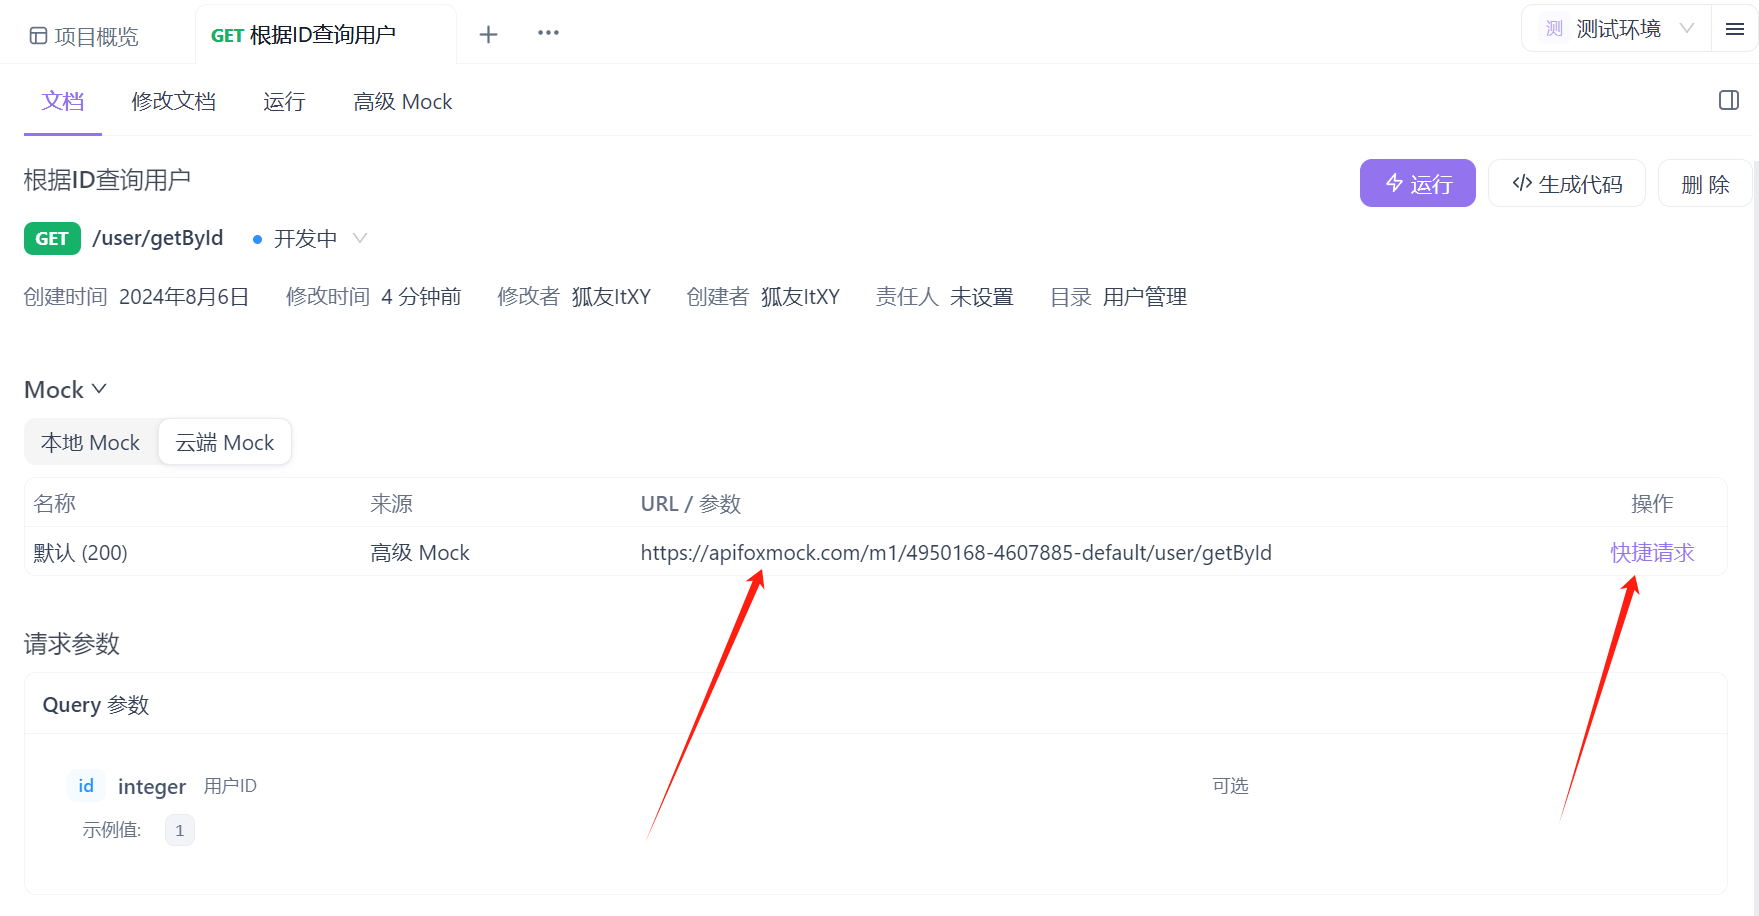 项目概览
GET 根据ID查询用户
测 测试环境
文档 修改文档 运行 高级 Mock
根据ID查询用户
运行 生成代码 删 除
GET /user/getById 开发中
创建时间 2024年8月6日 修改时间 4 分钟前 修改者 狐友ItXY 创建者 狐友ItXY 责任人 未设置 目录 用户管理
Mock
本地 Mock 云端 Mock
名称 来源 URL / 参数 操作
默认 (200) 高级 Mock https://apifoxmock.com/m1/4950168-4607885-default/user/getById 快捷请求
请求参数
Query 参数
id integer 用户ID 可选
示例值: 1